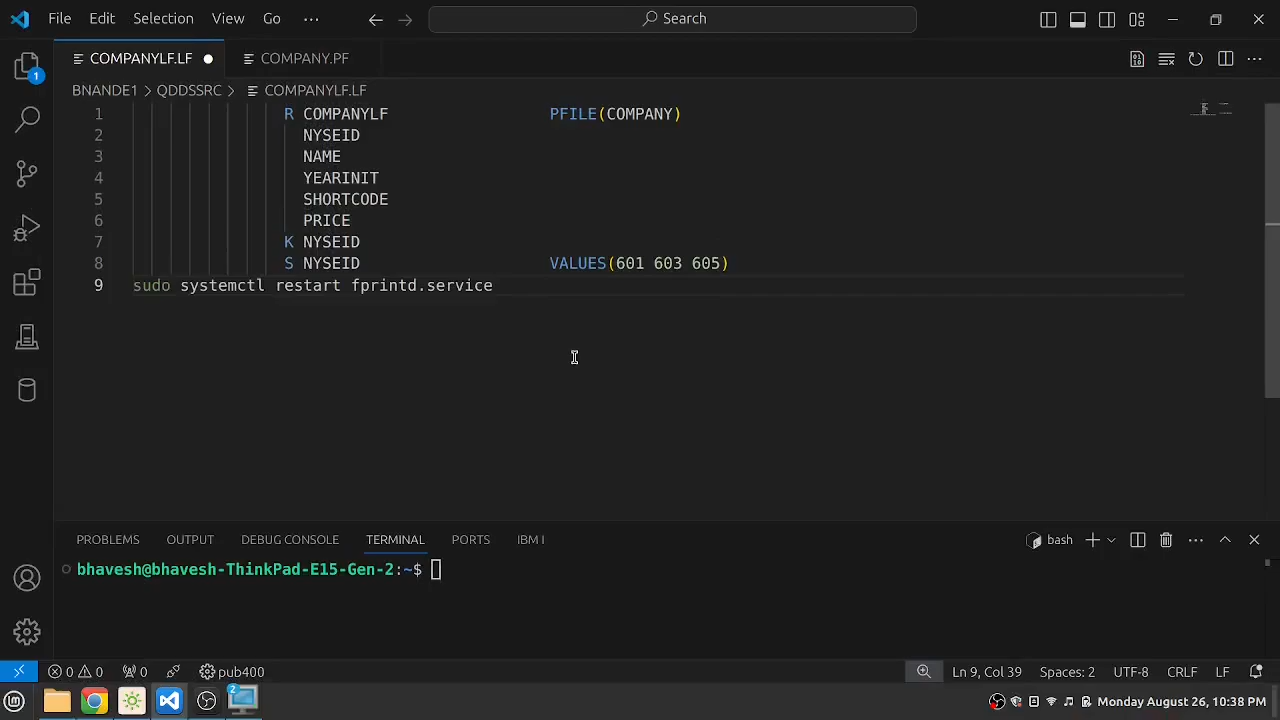 File Edit Selection View Go ··· Search
COMPANYLF.LF COMPANY.PF
1
BNANDE1 > QDDSSRC > COMPANYLF.LF
1 R COMPANYLF PFILE(COMPANY)
2 NYSEID
3 NAME
4 YEARINIT
5 SHORTCODE
6 PRICE
7 K NYSEID
8 S NYSEID VALUES(601 603 605)
9 sudo systemctl restart fprintd.service
PROBLEMS OUTPUT DEBUG CONSOLE TERMINAL PORTS IBM I bash
bhavesh@bhavesh-ThinkPad-E15-Gen-2:~$
0 0 0 pub400 Ln 9, Col 39 Spaces: 2 UTF-8 CRLF LF
2 Monday August 26, 10:38 PM